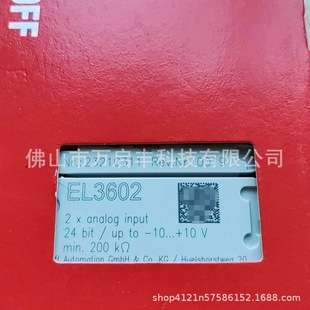 OFF
佛山市万启丰科技有限公司
EL3602
2 x analog input
24 bit / up to -10...+10 V
min. 200 kΩ
Automation GmbH & Co. KG / Huelshorstweg 20
shop4121n57586152.1688.com